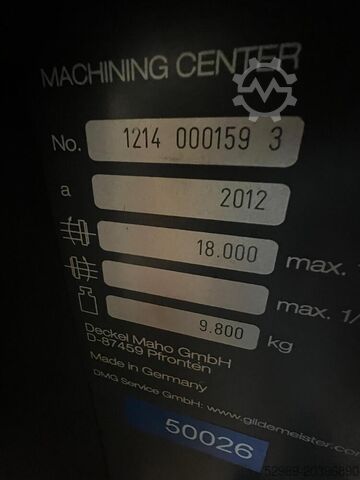 MACHINING CENTER
No. 1214 000159 3
a 2012
18.000 max. 1
max. 1/
9.800 kg
Deckel Maho GmbH
D-87459 Pfronten
Made in Germany
DMG Service GmbH: www.gildemeister.com
50026